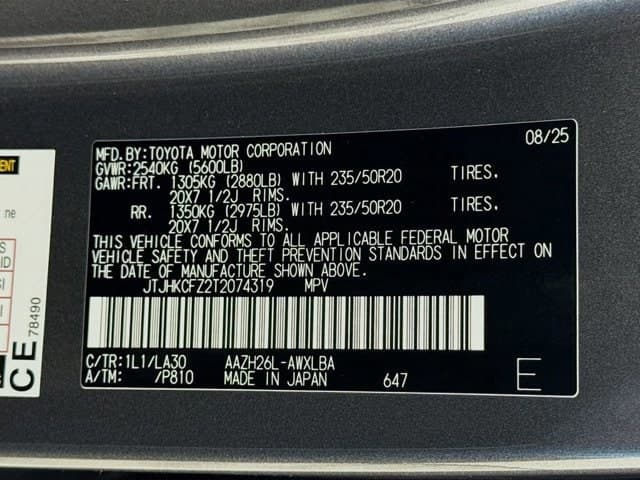 08/25
MFD.BY:TOYOTA MOTOR CORPORATION
GVWR:2540KG (5600LB)
GAWR:FRT. 1305KG (2880LB) WITH 235/50R20 TIRES.
20X7 1/2J RIMS.
RR. 1350KG (2975LB) WITH 235/50R20 TIRES.
20X7 1/2J RIMS.
THIS VEHICLE CONFORMS TO ALL APPLICABLE FEDERAL MOTOR
VEHICLE SAFETY AND THEFT PREVENTION STANDARDS IN EFFECT ON
THE DATE OF MANUFACTURE SHOWN ABOVE.
JTJHKCFZ2T2074319 MPV
C/TR:1L1/LA30 AAZH26L-AWXLBA
A/TM: /P810 MADE IN JAPAN 647
E
ne
CE 78490